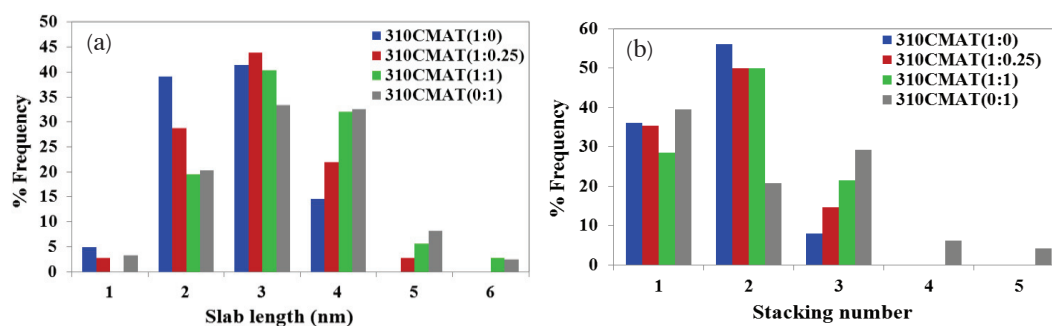 (a)
310CMAT(1:0)
310CMAT(1:0.25)
310CMAT(1:1)
310CMAT(0:1)
% Frequency
50
45
40
35
30
25
20
15
10
5
0
1 2 3 4 5 6
Slab length (nm)
(b)
310CMAT(1:0)
310CMAT(1:0.25)
310CMAT(1:1)
310CMAT(0:1)
% Frequency
60
50
40
30
20
10
0
1 2 3 4 5
Stacking number